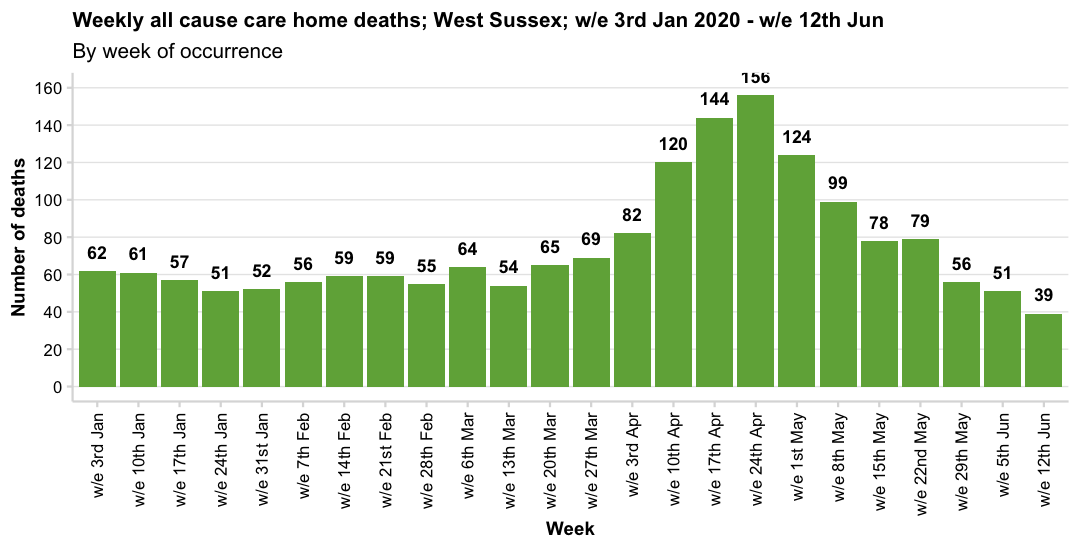 Weekly all cause care home deaths; West Sussex; w/e 3rd Jan 2020 - w/e 12th Jun
By week of occurrence
Number of deaths
160
140
120
100
80
60
40
20
0
62
61
57
51
52
56
59
59
55
64
54
65
69
82
120
144
156
124
99
78
79
56
51
39
w/e 3rd Jan
w/e 10th Jan
w/e 17th Jan
w/e 24th Jan
w/e 31st Jan
w/e 7th Feb
w/e 14th Feb
w/e 21st Feb
w/e 28th Feb
w/e 6th Mar
w/e 13th Mar
w/e 20th Mar
w/e 27th Mar
w/e 3rd Apr
w/e 10th Apr
w/e 17th Apr
w/e 24th Apr
w/e 1st May
w/e 8th May
w/e 15th May
w/e 22nd May
w/e 29th May
w/e 5th Jun
w/e 12th Jun
Week